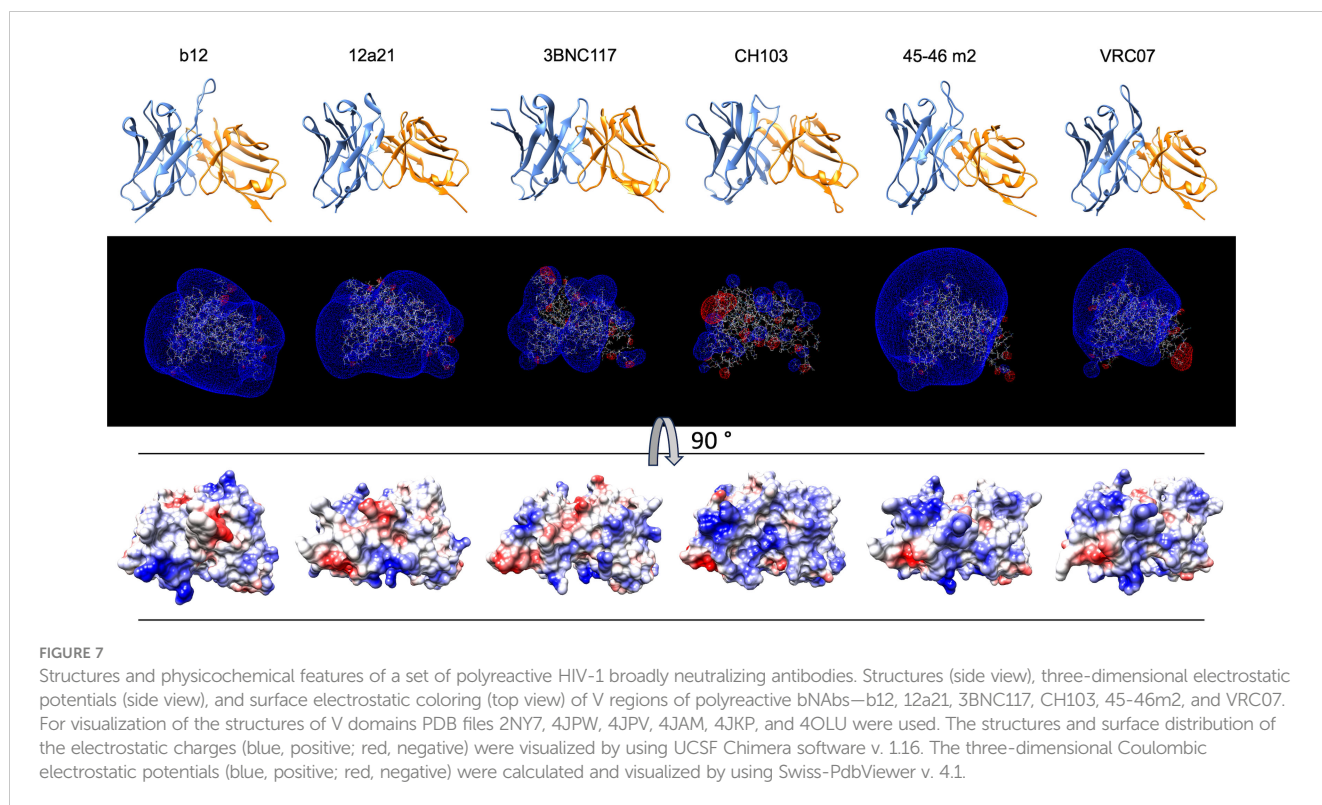 b12 12a21 3BNC117 CH103 45-46 m2 VRC07
90 °
FIGURE 7
Structures and physicochemical features of a set of polyreactive HIV-1 broadly neutralizing antibodies. Structures (side view), three-dimensional electrostatic
potentials (side view), and surface electrostatic coloring (top view) of V regions of polyreactive bNAbs—b12, 12a21, 3BNC117, CH103, 45-46m2, and VRC07.
For visualization of the structures of V domains PDB files 2NY7, 4JPW, 4JPV, 4JAM, 4JKP, and 4OLU were used. The structures and surface distribution of
the electrostatic charges (blue, positive; red, negative) were visualized by using UCSF Chimera software v. 1.16. The three-dimensional Coulombic
electrostatic potentials (blue, positive; red, negative) were calculated and visualized by using Swiss-PdbViewer v. 4.1.